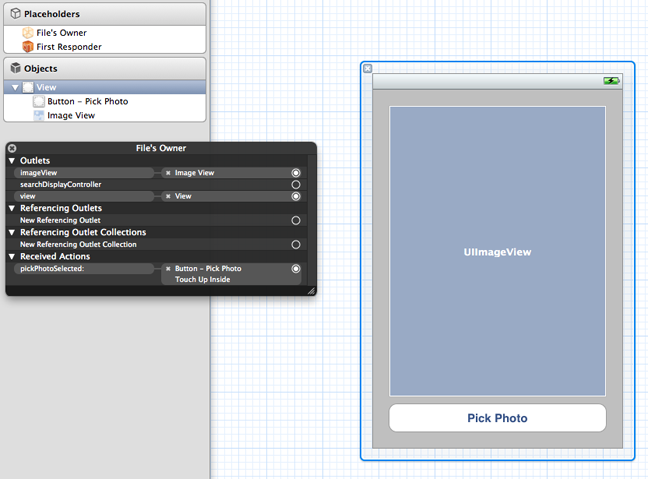 Placeholders
File's Owner
First Responder
Objects
View
Button – Pick Photo
Image View
File's Owner
Outlets
imageView Image View
searchDisplayController
view View
Referencing Outlets
New Referencing Outlet
Referencing Outlet Collections
New Referencing Outlet Collection
Received Actions
pickPhotoSelected: Button – Pick Photo
Touch Up Inside
UIImageView
Pick Photo